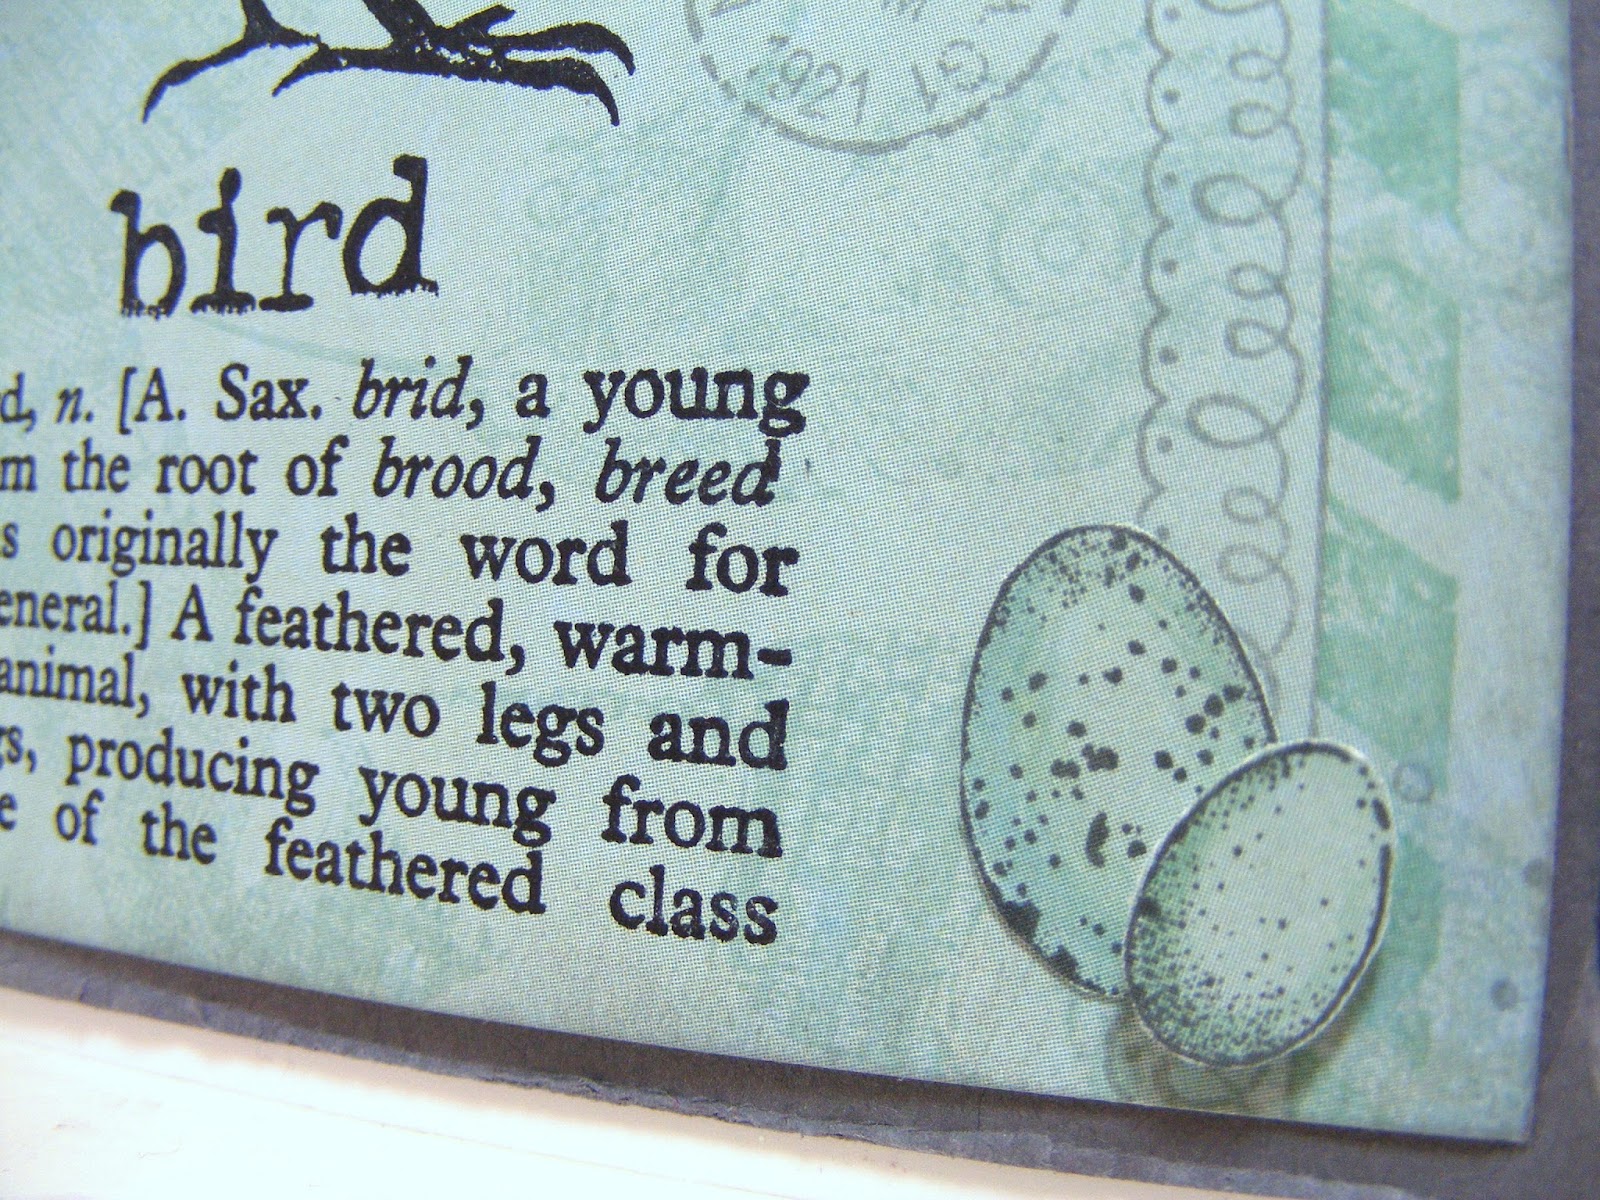 bird
d, n. [A. Sax. brid, a young
m the root of brood, breed
s originally the word for
eneral.] A feathered, warm-
animal, with two legs and
gs, producing young from
e of the feathered class